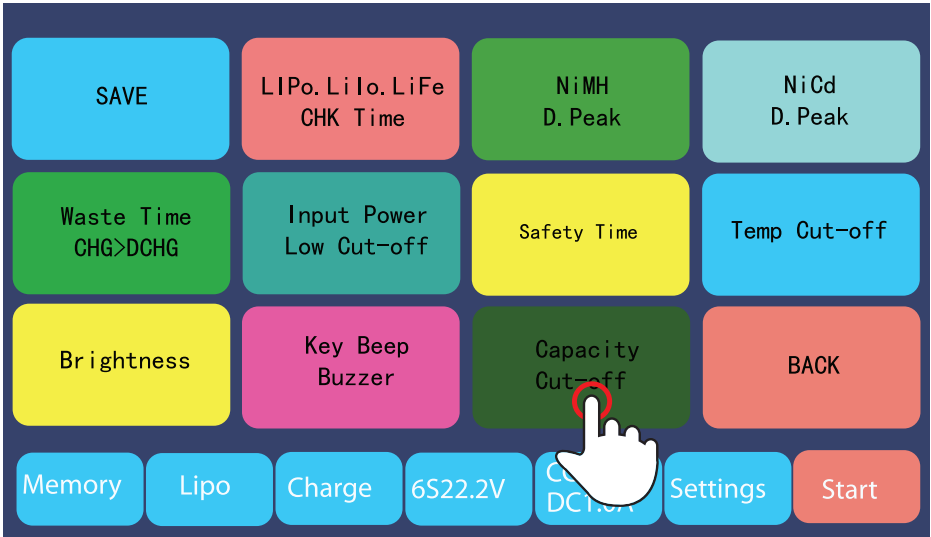 SAVE
LIPo.LiIo.LiFe
CHK Time
NiMH
D.Peak
NiCd
D.Peak
Waste Time
CHG>DCHG
Input Power
Low Cut-off
Safety Time
Temp Cut-off
Brightness
Key Beep
Buzzer
Capacity
Cut-off
BACK
Memory
Lipo
Charge
6S22.2V
Settings
Start